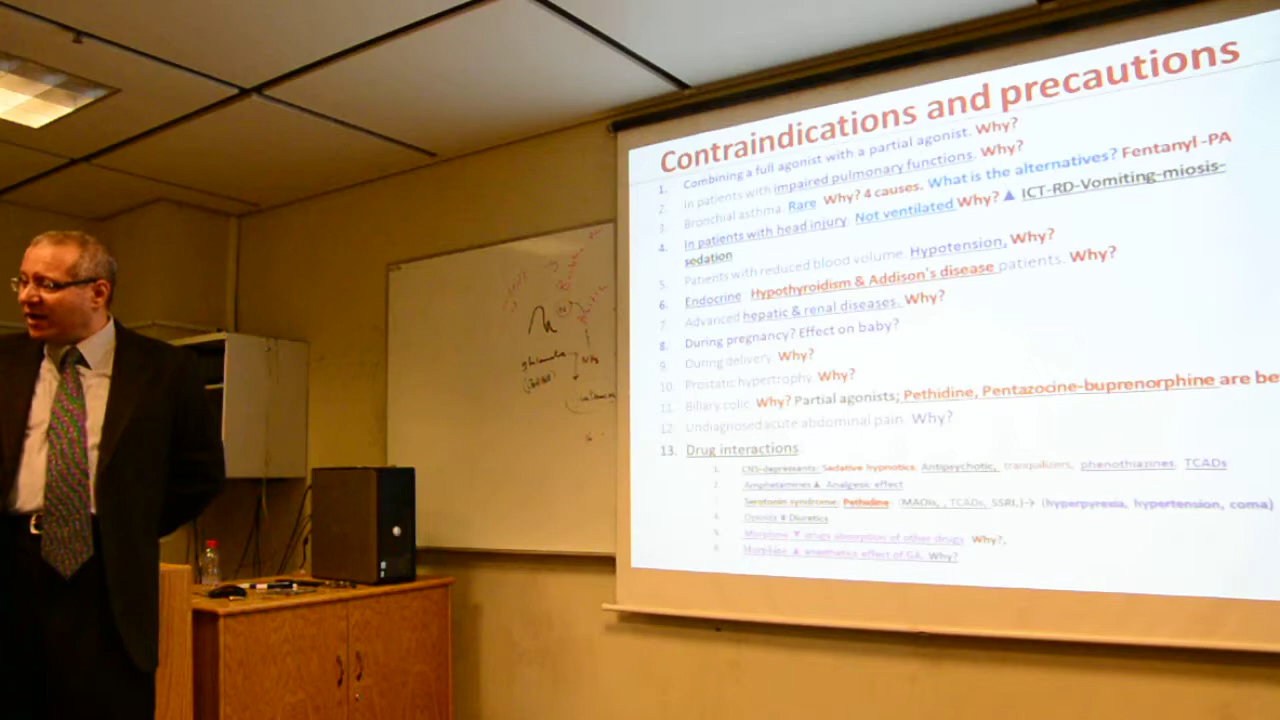 Contraindications and precautions
1. Combining a full agonist with a partial agonist. Why?
2. In patients with impaired pulmonary functions. Why?
3. Bronchial asthma. Rare Why? 4 causes. What is the alternatives? Fentanyl -PA
4. In patients with head injury. Not ventilated Why? ▲ ICT-RD-Vomiting-miosis-
sedation
5. Patients with reduced blood volume. Hypotension, Why?
6. Endocrine Hypothyroidism & Addison's disease patients. Why?
7. Advanced hepatic & renal diseases. Why?
8. During pregnancy? Effect on baby?
9. During delivery. Why?
10. Prostatic hypertrophy. Why?
11. Biliary colic. Why? Partial agonists; Pethidine, Pentazocine-buprenorphine are be
12. Undiagnosed acute abdominal pain. Why?
13. Drug interactions
1. CNS-depressants: Sedative hypnotics, Antipsychotic, tranquilizers, phenothiazines, TCADs
2. Amphetamines ▲ Analgesic effect
Serotonin syndrome: Pethidine: (MAOIs, , TCADs, SSRI,)→ (hyperpyrexia, hypertension, coma)
4. Opioids # Diuretics
5. Morphine ▼ drugs absorption of other drugs. Why?,
6. Morphine ▲ anesthetics effect of GA. Why?